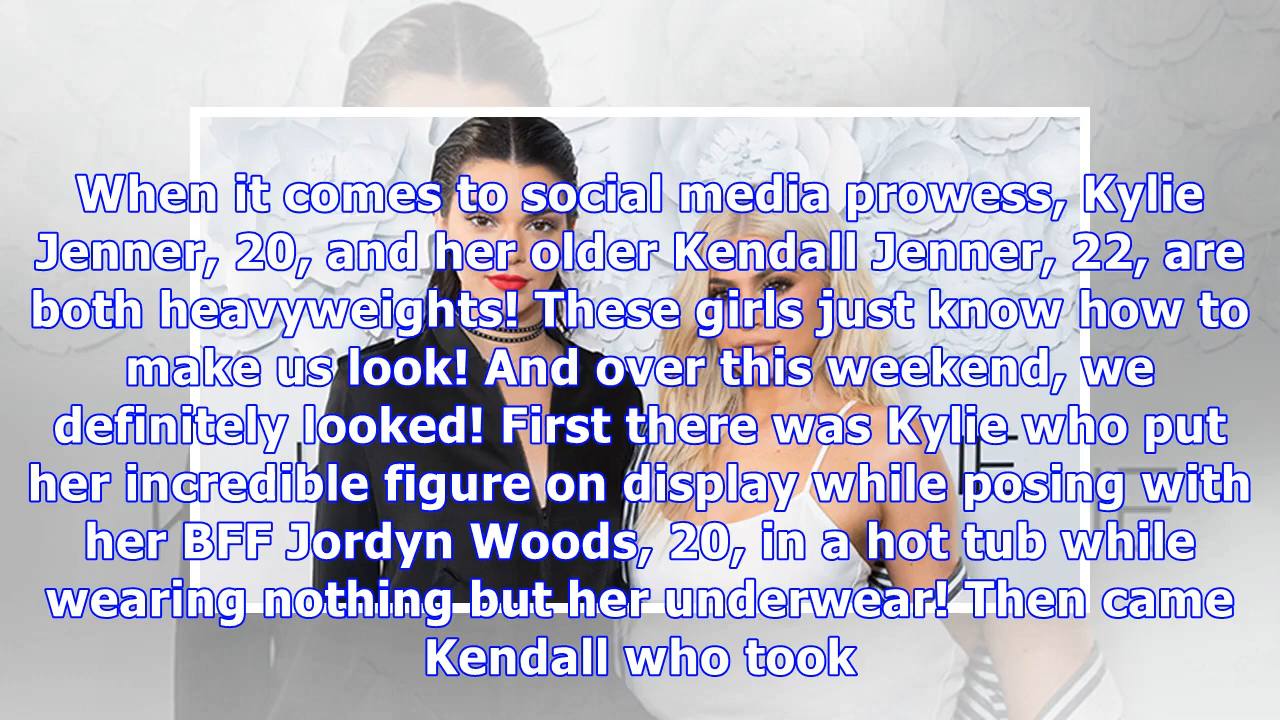 When it comes to social media prowess, Kylie
Jenner, 20, and her older Kendall Jenner, 22, are
both heavyweights! These girls just know how to
make us look! And over this weekend, we
definitely looked! First there was Kylie who put
her incredible figure on display while posing with
her BFF Jordyn Woods, 20, in a hot tub while
wearing nothing but her underwear! Then came
Kendall who took